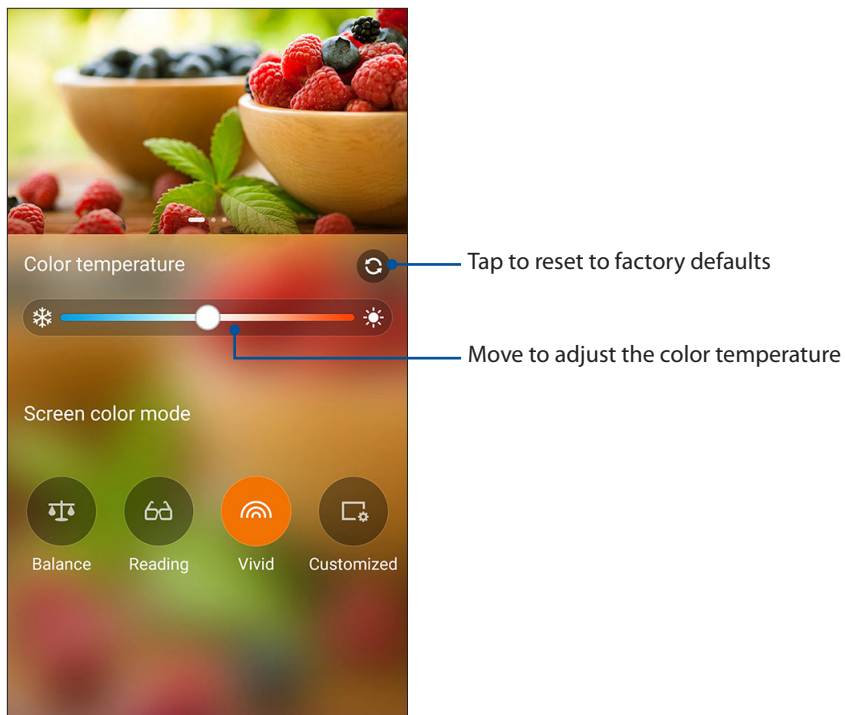 Color temperature
Tap to reset to factory defaults
Move to adjust the color temperature
Screen color mode
Balance
Reading
Vivid
Customized